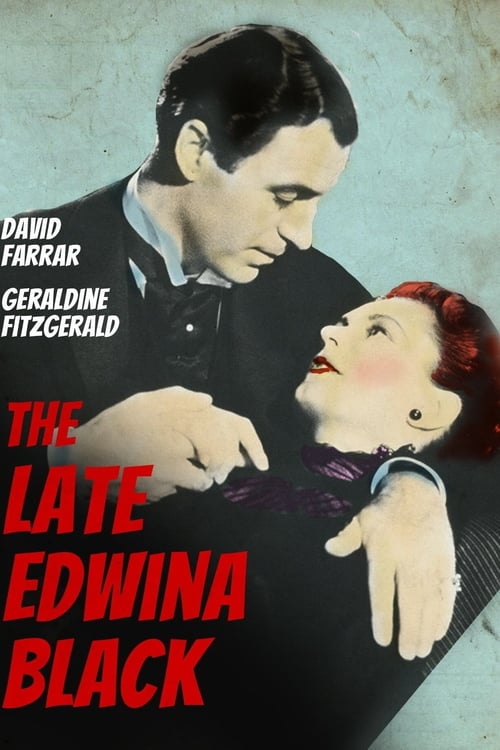 DAVID
FARRAR
GERALDINE
FITZGERALD
THE
LATE
EDWINA
BLACK